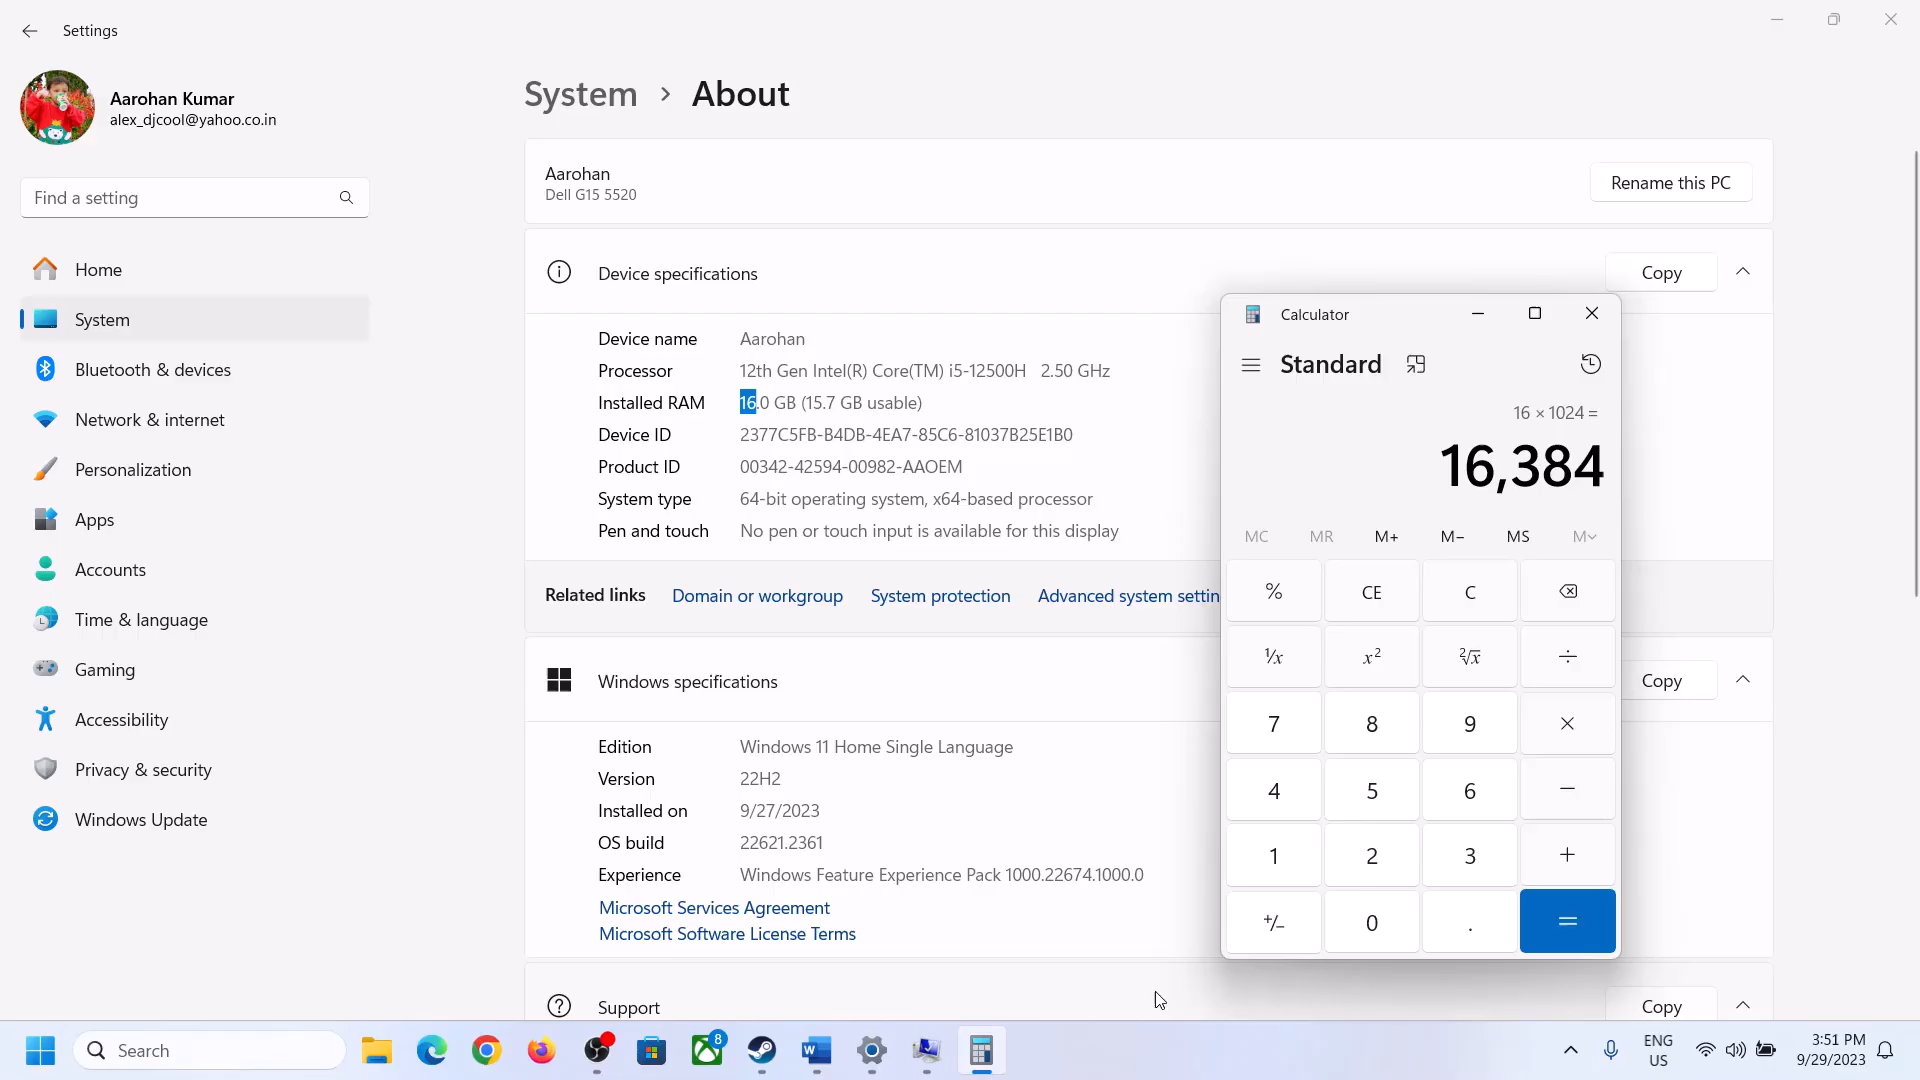 Settings
Aarohan Kumar
alex_djcool@yahoo.co.in
Find a setting
Home
System
Bluetooth & devices
Network & internet
Personalization
Apps
Accounts
Time & language
Gaming
Accessibility
Privacy & security
Windows Update
System > About
Aarohan
Dell G15 5520
Rename this PC
Device specifications
Copy
Device name Aarohan
Processor 12th Gen Intel(R) Core(TM) i5-12500H 2.50 GHz
Installed RAM 16.0 GB (15.7 GB usable)
Device ID 2377C5FB-B4DB-4EA7-85C6-81037B25E1B0
Product ID 00342-42594-00982-AAOEM
System type 64-bit operating system, x64-based processor
Pen and touch No pen or touch input is available for this display
Related links Domain or workgroup System protection Advanced system settin
Windows specifications
Copy
Edition Windows 11 Home Single Language
Version 22H2
Installed on 9/27/2023
OS build 22621.2361
Experience Windows Feature Experience Pack 1000.22674.1000.0
Microsoft Services Agreement
Microsoft Software License Terms
Support
Copy
Calculator
Standard
16 × 1024 =
16,384
MC MR M+ M− MS M
% CE C
¹/x x² ²√x ÷
7 8 9 ×
4 5 6 −
1 2 3 +
+/− 0 . =
Search
8
ENG
US
3:51 PM
9/29/2023